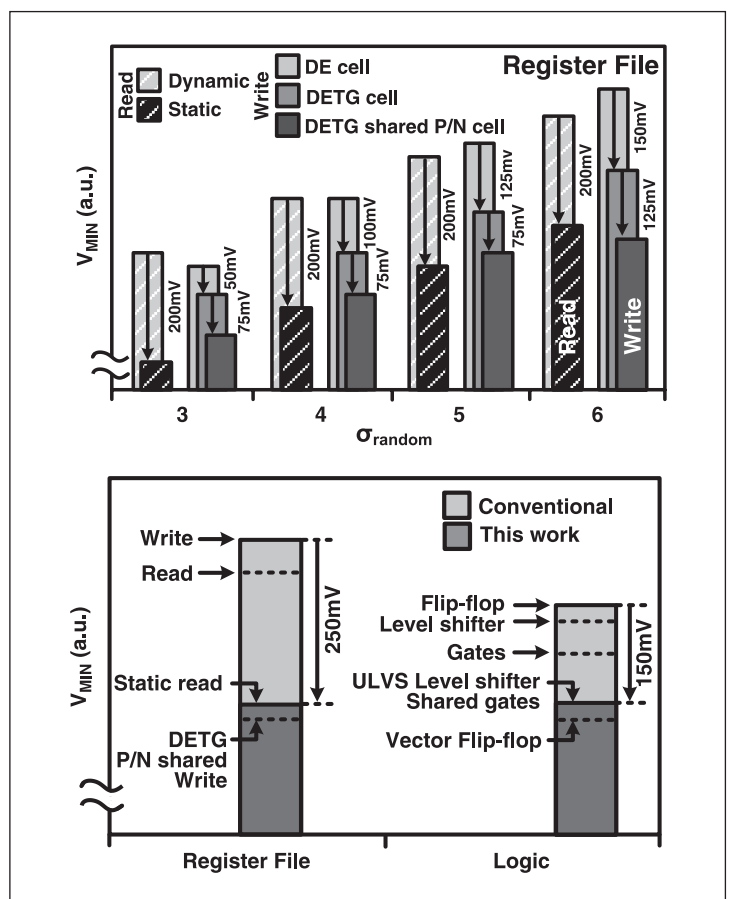 Register File
Read
Dynamic
Static
Write
DE cell
DETG cell
DETG shared P/N cell
V_MIN (a.u.)
200mV
50mV
75mV
200mV
100mV
75mV
200mV
125mv
75mV
200mV
150mV
125mV
Read
Write
3
4
5
6
σrandom
Conventional
This work
V_MIN (a.u.)
Write
Read
250mV
Static read
DETG
P/N shared
Write
Flip-flop
Level shifter
Gates
150mV
ULVS Level shifter
Shared gates
Vector Flip-flop
Register File
Logic